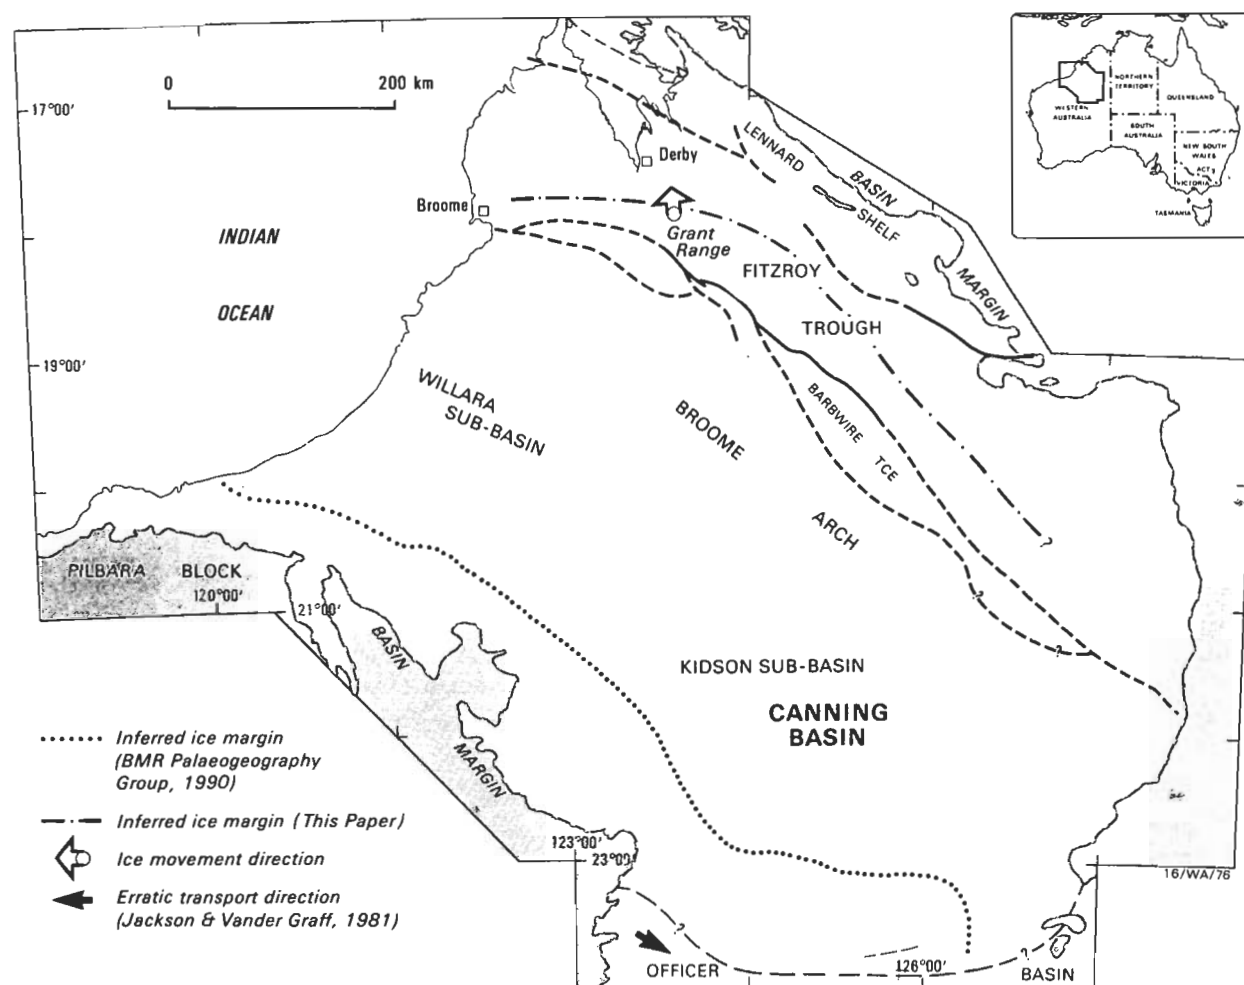 0 200 km
17°00'
19°00'
Derby
Broome
INDIAN
OCEAN
LENNARD
SHELF
BASIN
MARGIN
Grant
Range
FITZROY
TROUGH
WILLARA
SUB-BASIN
BROOME
ARCH
BARBWIRE TCE
?
?
?
PILBARA BLOCK
120°00'
21°00'
BASIN
MARGIN
KIDSON SUB-BASIN
CANNING
BASIN
123°00'
23°00'
16/WA/76
?
?
OFFICER
126°00'
BASIN
Inferred ice margin
(BMR Palaeogeography
Group, 1990)
Inferred ice margin (This Paper)
Ice movement direction
Erratic transport direction
(Jackson & Vander Graff, 1981)
WESTERN
AUSTRALIA
NORTHERN
TERRITORY
QUEENSLAND
SOUTH
AUSTRALIA
NEW SOUTH
WALES
ACT
VICTORIA
TASMANIA